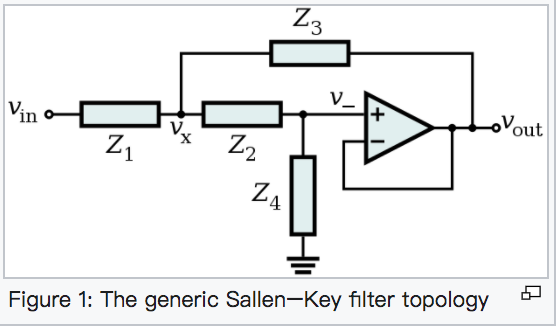 Z3
vin
vx
v−
+
−
vout
Z1
Z2
Z4
Figure 1: The generic Sallen–Key filter topology